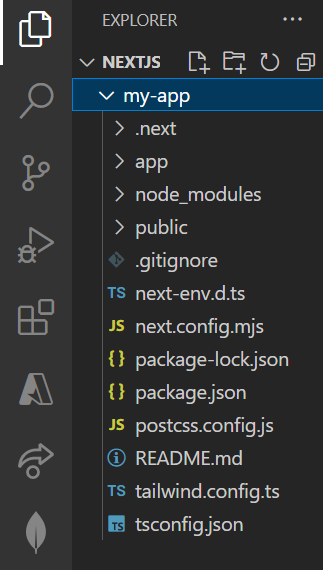 EXPLORER
NEXTJS
my-app
.next
app
node_modules
public
.gitignore
TS next-env.d.ts
JS next.config.mjs
{ } package-lock.json
{ } package.json
JS postcss.config.js
README.md
TS tailwind.config.ts
TS tsconfig.json